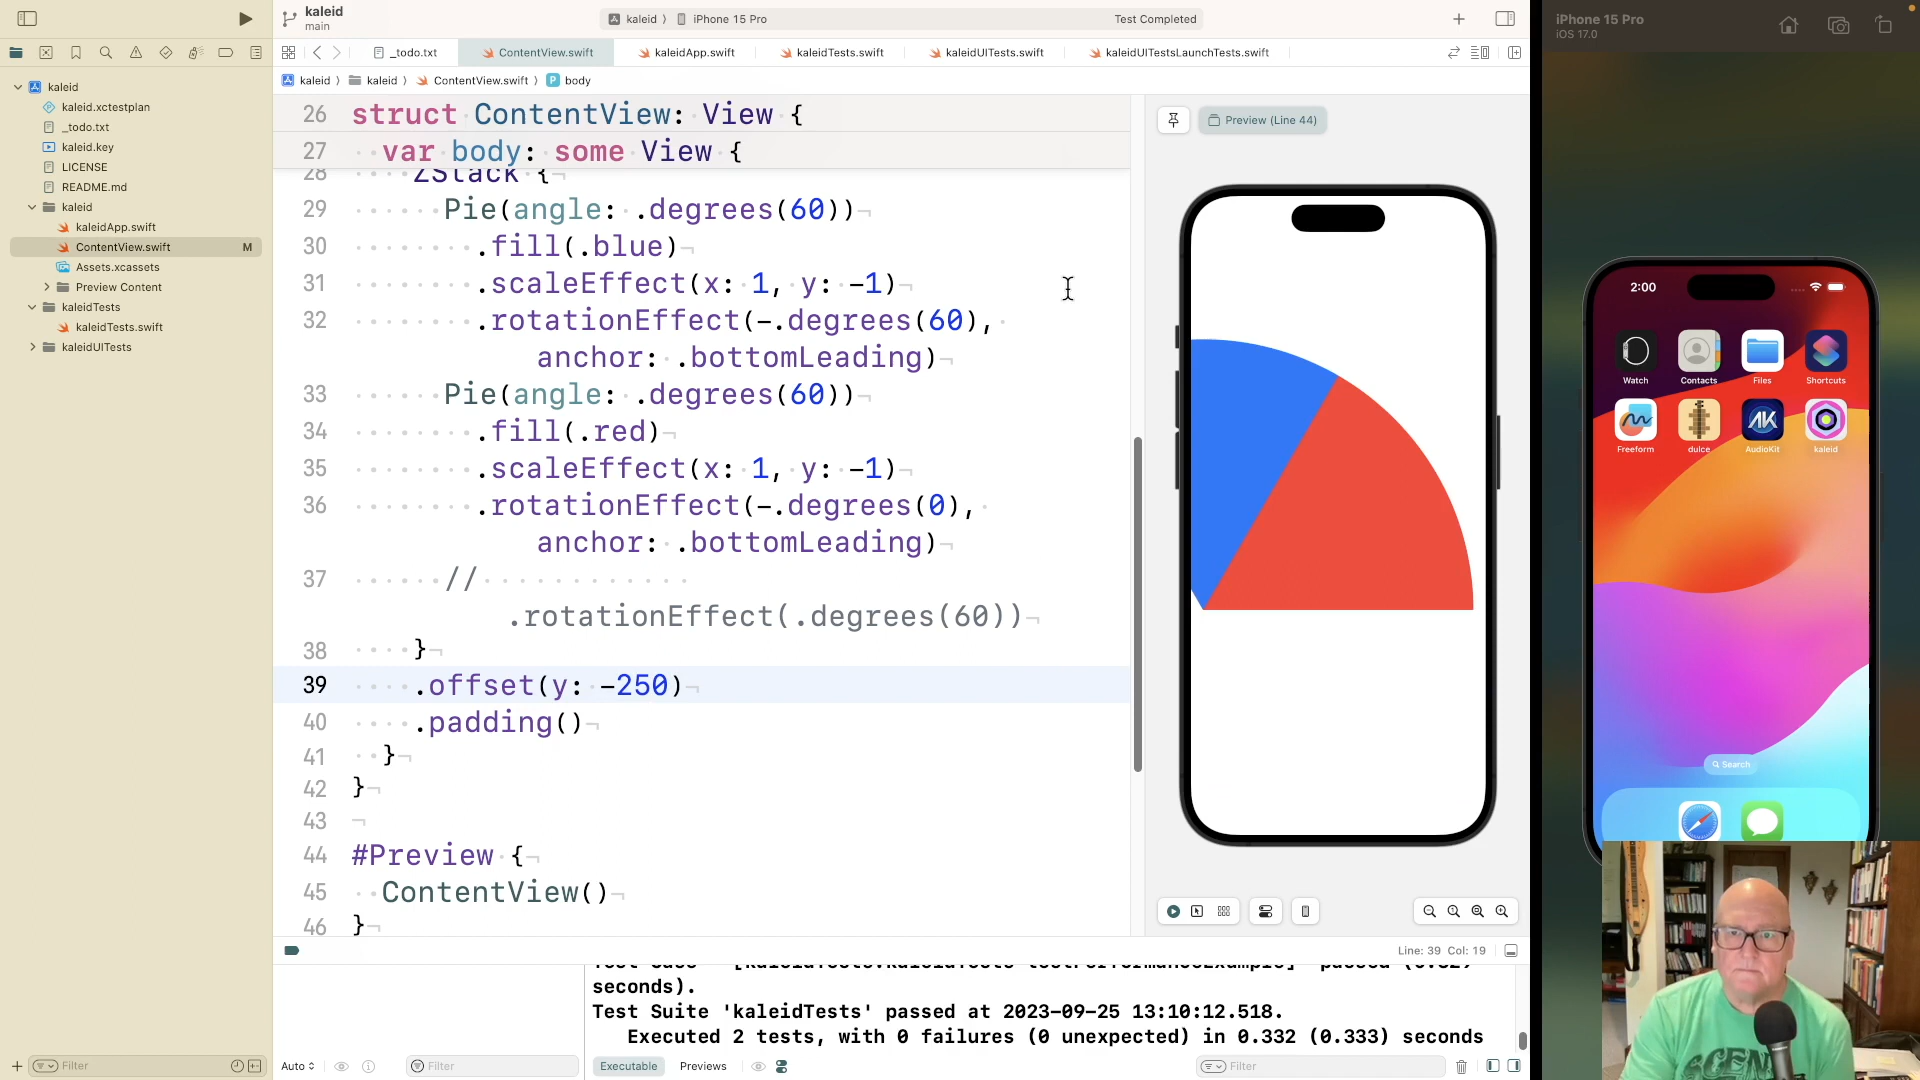 kaleid
main
kaleid
iPhone 15 Pro
Test Completed
_todo.txt
ContentView.swift
kaleidApp.swift
kaleidTests.swift
kaleidUITests.swift
kaleidUITestsLaunchTests.swift
kaleid
kaleid
ContentView.swift
P body
kaleid
kaleid.xctestplan
_todo.txt
kaleid.key
LICENSE
README.md
kaleid
kaleidApp.swift
ContentView.swift M
Assets.xcassets
Preview Content
kaleidTests
kaleidTests.swift
kaleidUITests
Filter
26 struct ContentView: View {
27 var body: some View {
28 ZStack {
29 Pie(angle: .degrees(60))
30 .fill(.blue)
31 .scaleEffect(x: 1, y: -1)
32 .rotationEffect(-.degrees(60),
anchor: .bottomLeading)
33 Pie(angle: .degrees(60))
34 .fill(.red)
35 .scaleEffect(x: 1, y: -1)
36 .rotationEffect(-.degrees(0),
anchor: .bottomLeading)
37 //
.rotationEffect(.degrees(60))
38 }
39 .offset(y: -250)
40 .padding()
41 }
42 }
43
44 #Preview {
45 ContentView()
46 }
Preview (Line 44)
Line: 39 Col: 19
seconds).
Test Suite 'kaleidTests' passed at 2023-09-25 13:10:12.518.
Executed 2 tests, with 0 failures (0 unexpected) in 0.332 (0.333) seconds
Auto
Filter
Executable
Previews
Filter
iPhone 15 Pro
iOS 17.0
2:00
Watch
Contacts
Files
Shortcuts
Freeform
dulce
AudioKit
kaleid
Search